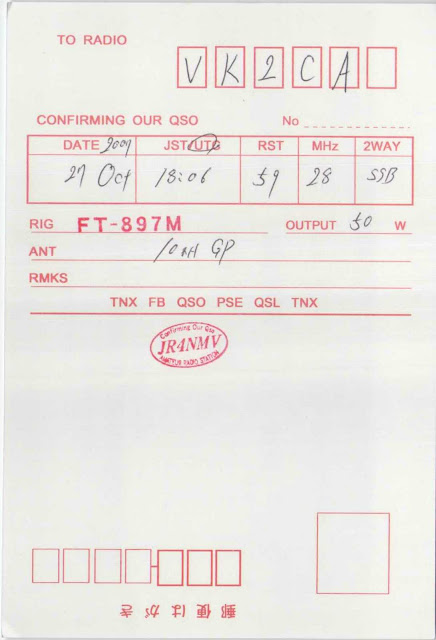 TO RADIO
VK2CA
CONFIRMING OUR QSO No
DATE JST UTC RST MHz 2WAY
27 Oct 18:06 59 28 SSB
RIG FT-897M OUTPUT 50 W
ANT 10mH GP
RMKS
TNX FB QSO PSE QSL TNX
Confirming Our Qso
JR4NMV
AMATEUR RADIO STATION
郵便はがき